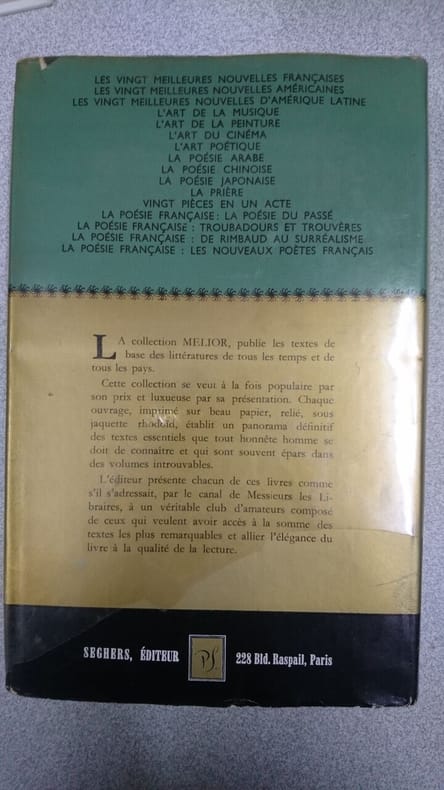 LES VINGT MEILLEURES NOUVELLES FRANÇAISES
LES VINGT MEILLEURES NOUVELLES AMÉRICAINES
LES VINGT MEILLEURES NOUVELLES D'AMÉRIQUE LATINE
L'ART DE LA MUSIQUE
L'ART DE LA PEINTURE
L'ART DU CINÉMA
L'ART POÉTIQUE
LA POÉSIE ARABE
LA POÉSIE CHINOISE
LA POÉSIE JAPONAISE
LA PRIÈRE
VINGT PIÈCES EN UN ACTE
LA POÉSIE FRANÇAISE : LA POÉSIE DU PASSÉ
LA POÉSIE FRANÇAISE : TROUBADOURS ET TROUVÈRES
LA POÉSIE FRANÇAISE : DE RIMBAUD AU SURRÉALISME
LA POÉSIE FRANÇAISE : LES NOUVEAUX POÈTES FRANÇAIS
LA collection MELIOR, publie les textes de
base des littératures de tous les temps et de
tous les pays.
Cette collection se veut à la fois populaire par
son prix et luxueuse par sa présentation. Chaque
ouvrage, imprimé sur beau papier, relié, sous
jaquette rhodoïd, établit un panorama définitif
des textes essentiels que tout honnête homme se
doit de connaître et qui sont souvent épars dans
des volumes introuvables.
L'éditeur présente chacun de ces livres comme
s'il s'adressait, par le canal de Messieurs les Li-
braires, à un véritable club d'amateurs composé
de ceux qui veulent avoir accès à la somme des
textes les plus remarquables et allier l'élégance du
livre à la qualité de la lecture.
SEGHERS, ÉDITEUR PS 228 Bld. Raspail, Paris